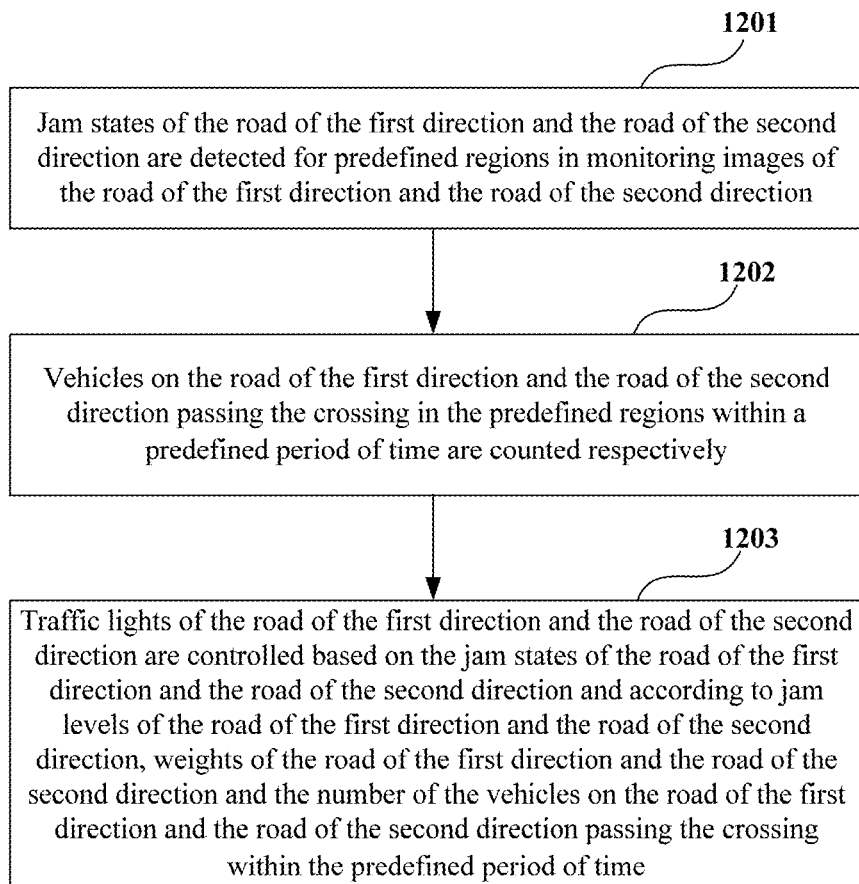 1201
Jam states of the road of the first direction and the road of the second
direction are detected for predefined regions in monitoring images of
the road of the first direction and the road of the second direction
1202
Vehicles on the road of the first direction and the road of the second
direction passing the crossing in the predefined regions within a
predefined period of time are counted respectively
1203
Traffic lights of the road of the first direction and the road of the second
direction are controlled based on the jam states of the road of the first
direction and the road of the second direction and according to jam
levels of the road of the first direction and the road of the second
direction, weights of the road of the first direction and the road of the
second direction and the number of the vehicles on the road of the first
direction and the road of the second direction passing the crossing
within the predefined period of time